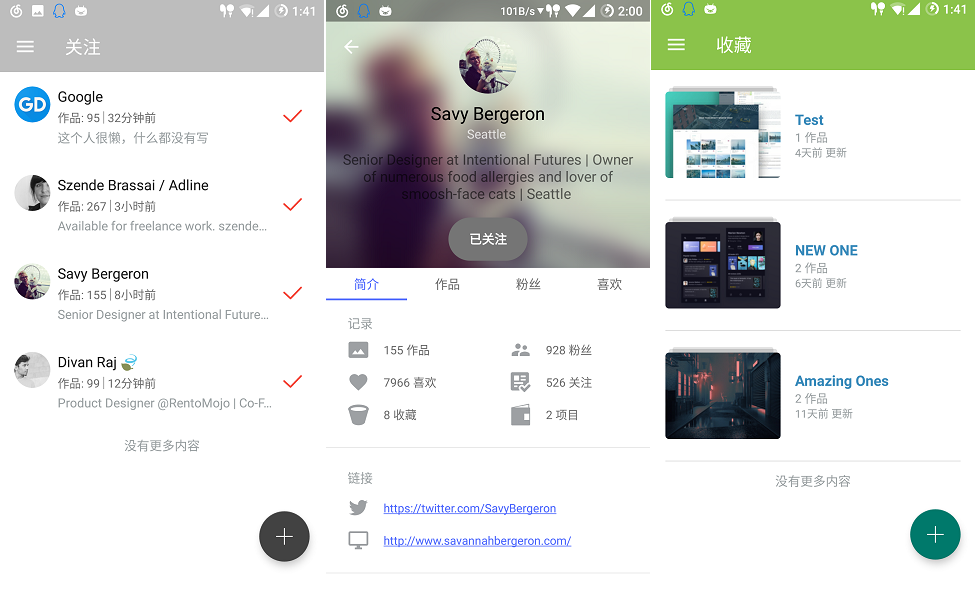 1:41
关注
GD
Google
作品: 95 | 32分钟前
这个人很懒，什么都没有写
Szende Brassai / Adline
作品: 267 | 3小时前
Available for freelance work. szende...
Savy Bergeron
作品: 155 | 8小时前
Senior Designer at Intentional Future...
Divan Raj
作品: 99 | 12分钟前
Product Designer @RentoMojo | Co-F...
没有更多内容
101B/s 2:00
Savy Bergeron
Seattle
Senior Designer at Intentional Futures | Owner
of numerous food allergies and lover of
smoosh-face cats | Seattle
已关注
简介 作品 粉丝 喜欢
记录
155 作品 928 粉丝
7966 喜欢 526 关注
8 收藏 2 项目
链接
https://twitter.com/SavyBergeron
http://www.savannahbergeron.com/
1:41
收藏
Test
1 作品
4天前 更新
NEW ONE
2 作品
6天前 更新
Amazing Ones
2 作品
11天前 更新
没有更多内容